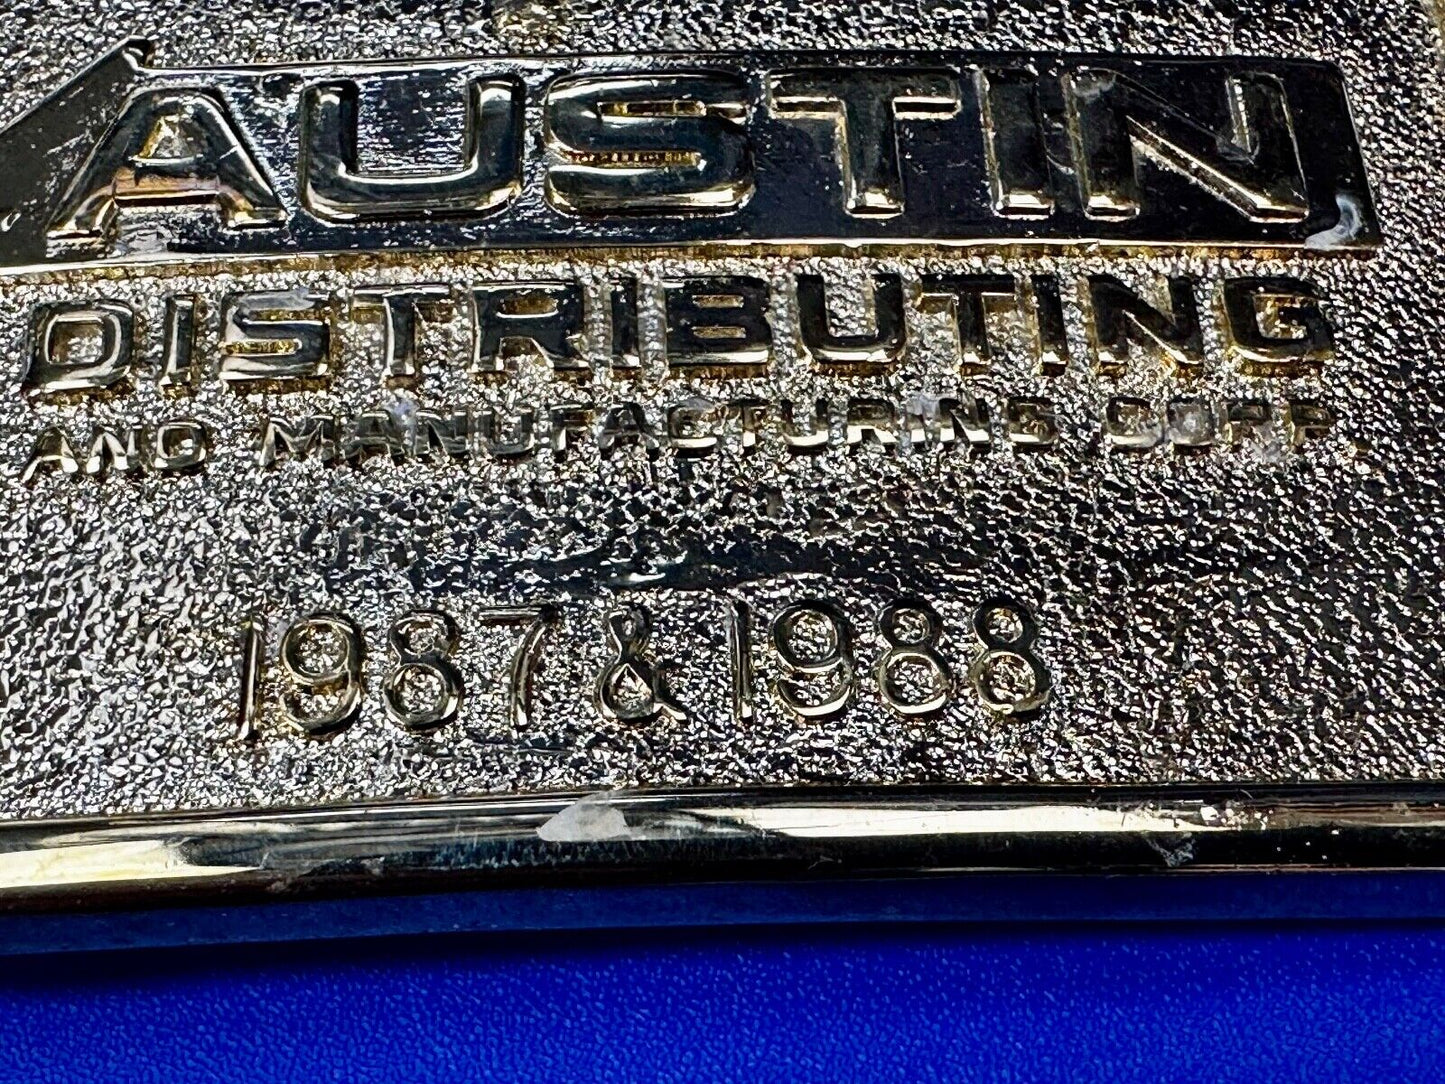 AUSTIN
DISTRIBUTING
AND MANUFACTURING CORP.
1987 & 1988